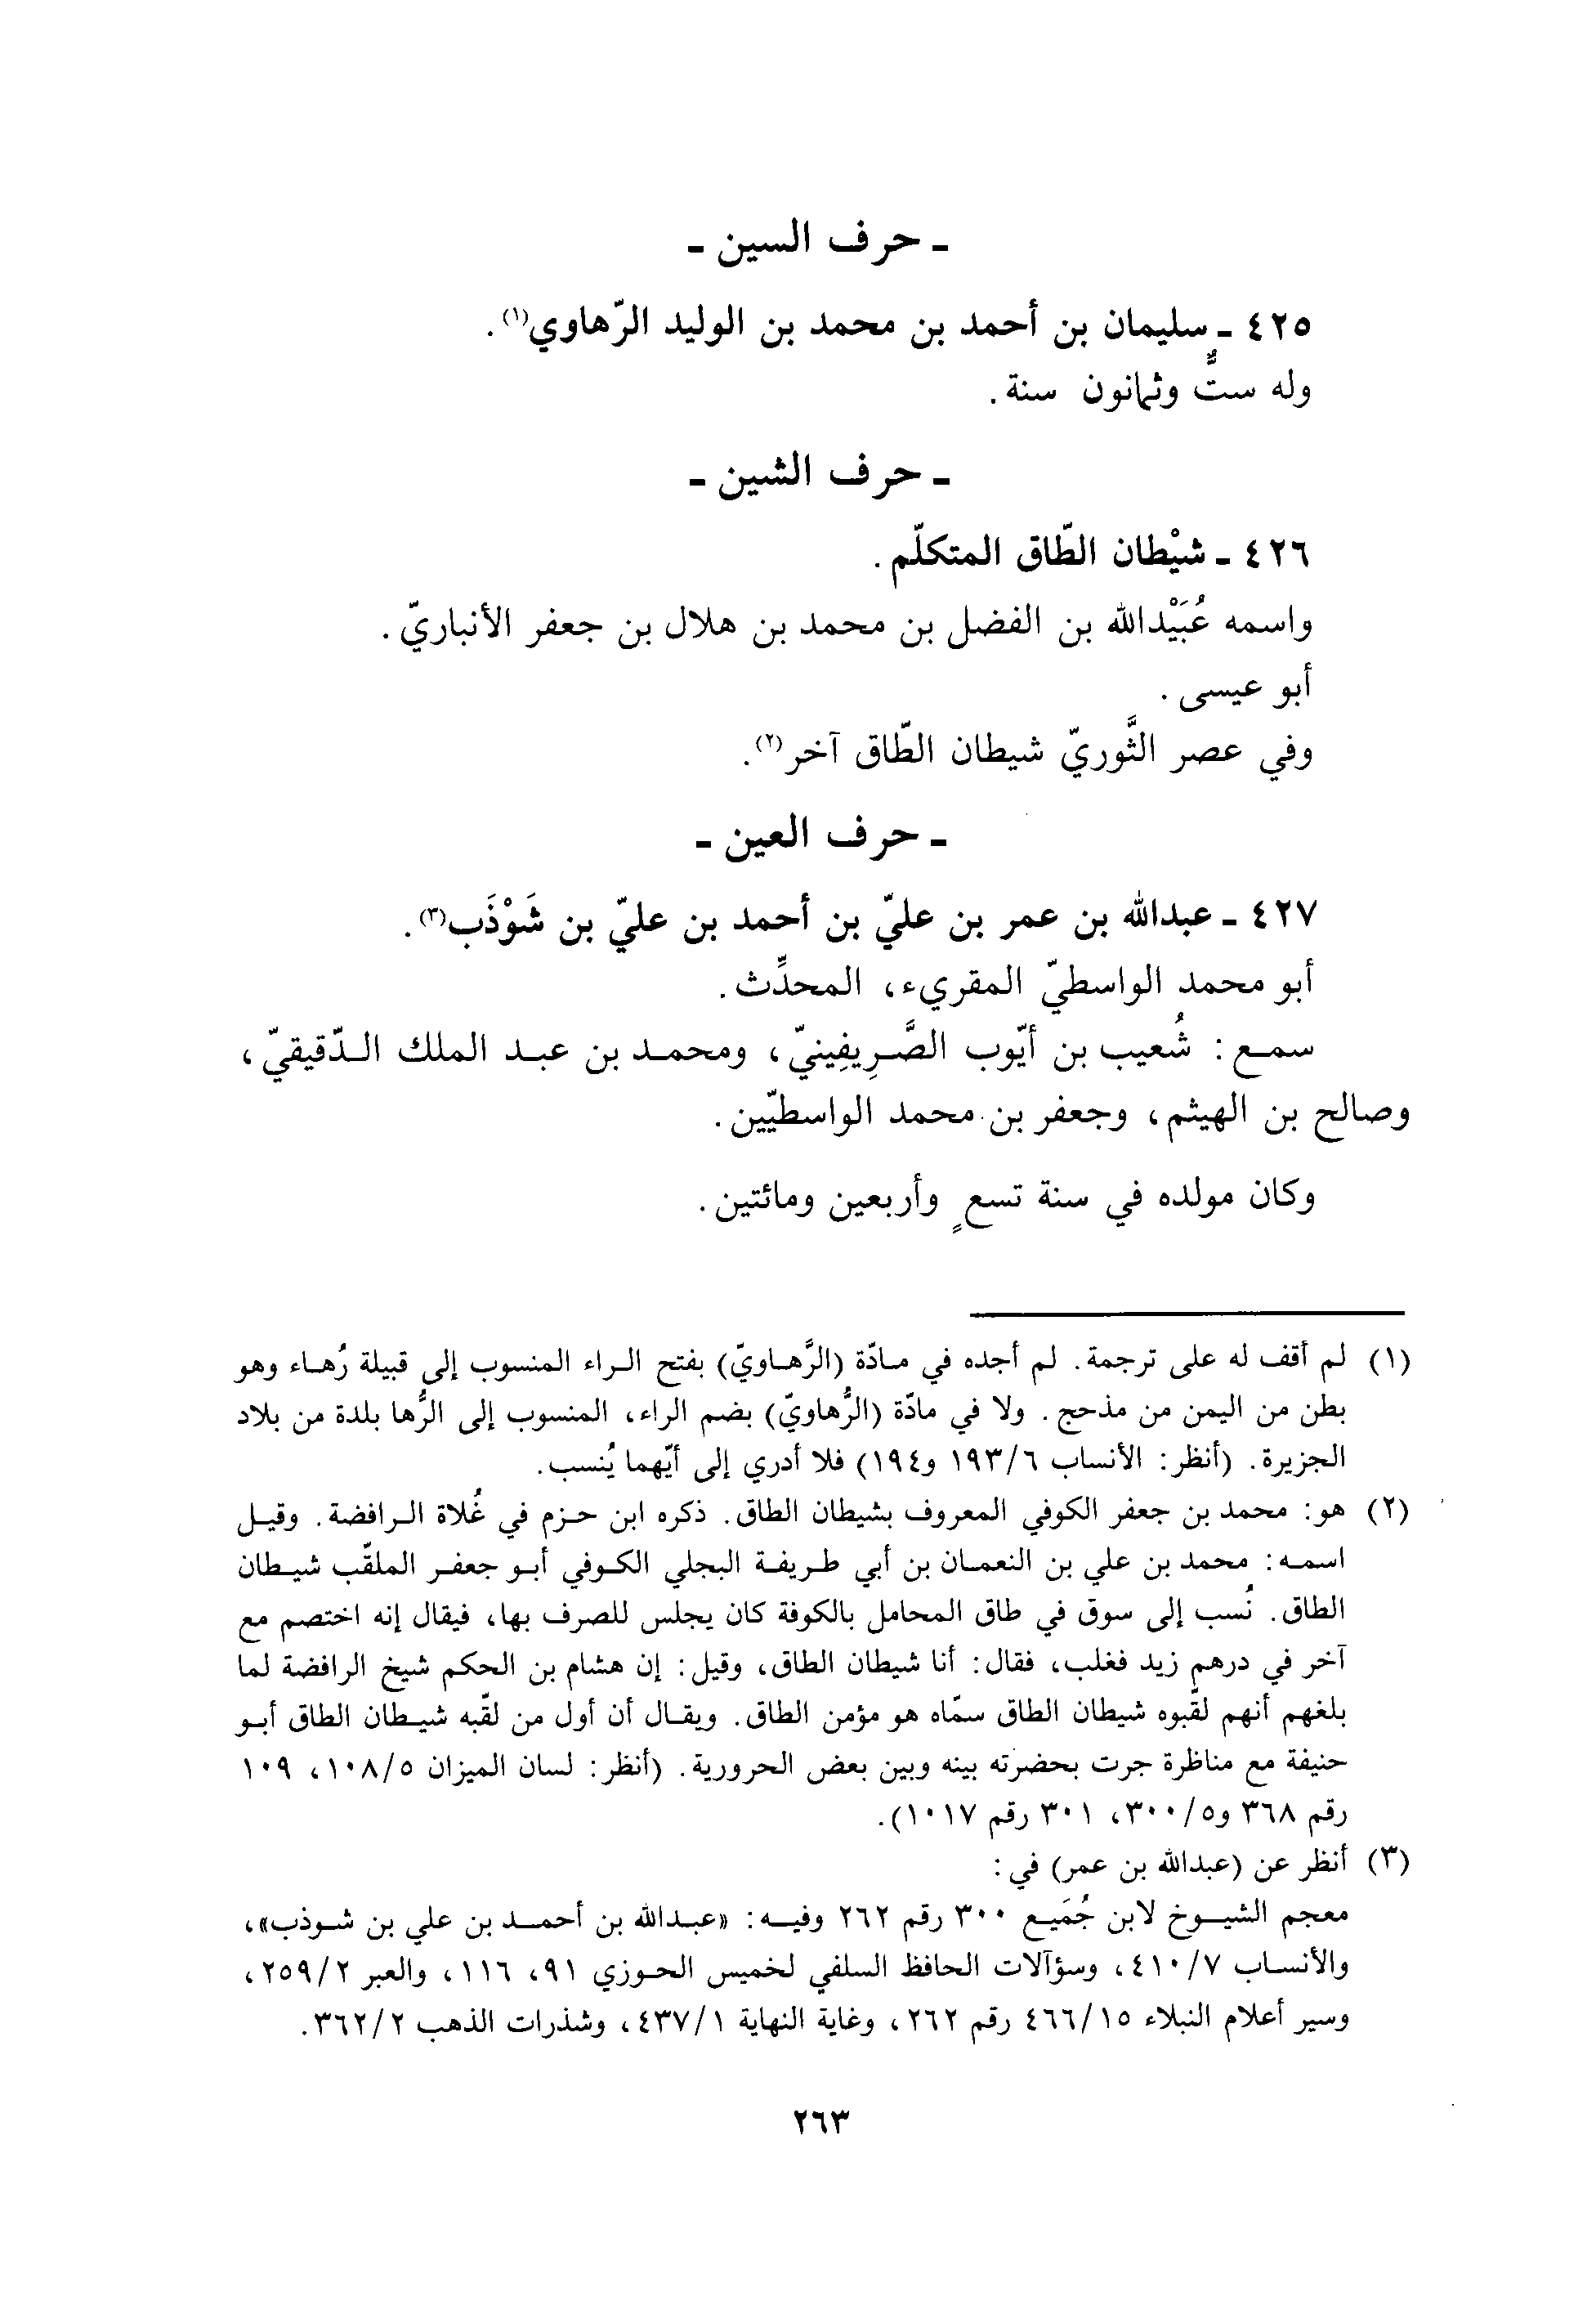 ـ حرف السين ـ
٤٢٥ ـ سليمان بن أحمد بن محمد بن الوليد الرّهاوي(١).
وله ستٌّ وثمانون سنة.
ـ حرف الشين ـ
٤٢٦ ـ شيْطان الطّاق المتكلّم.
واسمه عُبَيْدالله بن الفضل بن محمد بن هلال بن جعفر الأنباريّ.
أبو عيسى.
وفي عصر الثَّوريّ شيطان الطّاق آخر(٢).
ـ حرف العين ـ
٤٢٧ ـ عبدالله بن عمر بن عليّ بن أحمد بن عليّ بن شَوْذَب(٣).
أبو محمد الواسطيّ المقريء، المحدِّث.
سمع: شُعيب بن أيّوب الصَّرِيفِينيّ، ومحمد بن عبد الملك الدّقيقيّ،
وصالح بن الهيثم، وجعفر بن محمد الواسطيّين.
وكان مولده في سنة تسعٍ وأربعين ومائتين.
(١) لم أقف له على ترجمة. لم أجده في مادّة (الرَّهاويّ) بفتح الراء المنسوب إلى قبيلة رُهاء وهو
بطن من اليمن من مذحج. ولا في مادّة (الرُّهاويّ) بضم الراء، المنسوب إلى الرُّها بلدة من بلاد
الجزيرة. (أنظر: الأنساب ١٩٣/٦ و١٩٤) فلا أدري إلى أيّهما يُنسب.
(٢) هو: محمد بن جعفر الكوفي المعروف بشيطان الطاق. ذكره ابن حزم في غُلاة الرافضة. وقيل
اسمه: محمد بن علي بن النعمان بن أبي طريفة البجلي الكوفي أبو جعفر الملقّب شيطان
الطاق. نُسب إلى سوق في طاق المحامل بالكوفة كان يجلس للصرف بها، فيقال إنه اختصم مع
آخر في درهم زيد فغلب، فقال: أنا شيطان الطاق، وقيل: إن هشام بن الحكم شيخ الرافضة لما
بلغهم أنهم لقّبوه شيطان الطاق سمّاه هو مؤمن الطاق. ويقال أن أول من لقّبه شيطان الطاق أبو
حنيفة مع مناظرة جرت بحضرته بينه وبين بعض الحرورية. (أنظر: لسان الميزان ١٠٨/٥، ١٠٩
رقم ٣٦٨ و٣٠٠/٥، ٣٠١ رقم ١٠١٧).
(٣) أنظر عن (عبدالله بن عمر) في:
معجم الشيوخ لابن جُمَيع ٣٠٠ رقم ٢٦٢ وفيه: «عبدالله بن أحمد بن علي بن شوذب»،
والأنساب ٤١٠/٧، وسؤآلات الحافظ السلفي لخميس الحوزي ٩١، ١١٦، والعبر ٢٥٩/٢،
وسير أعلام النبلاء ٤٦٦/١٥ رقم ٢٦٢، وغاية النهاية ٤٣٧/١، وشذرات الذهب ٣٦٢/٢.
٢٦٣